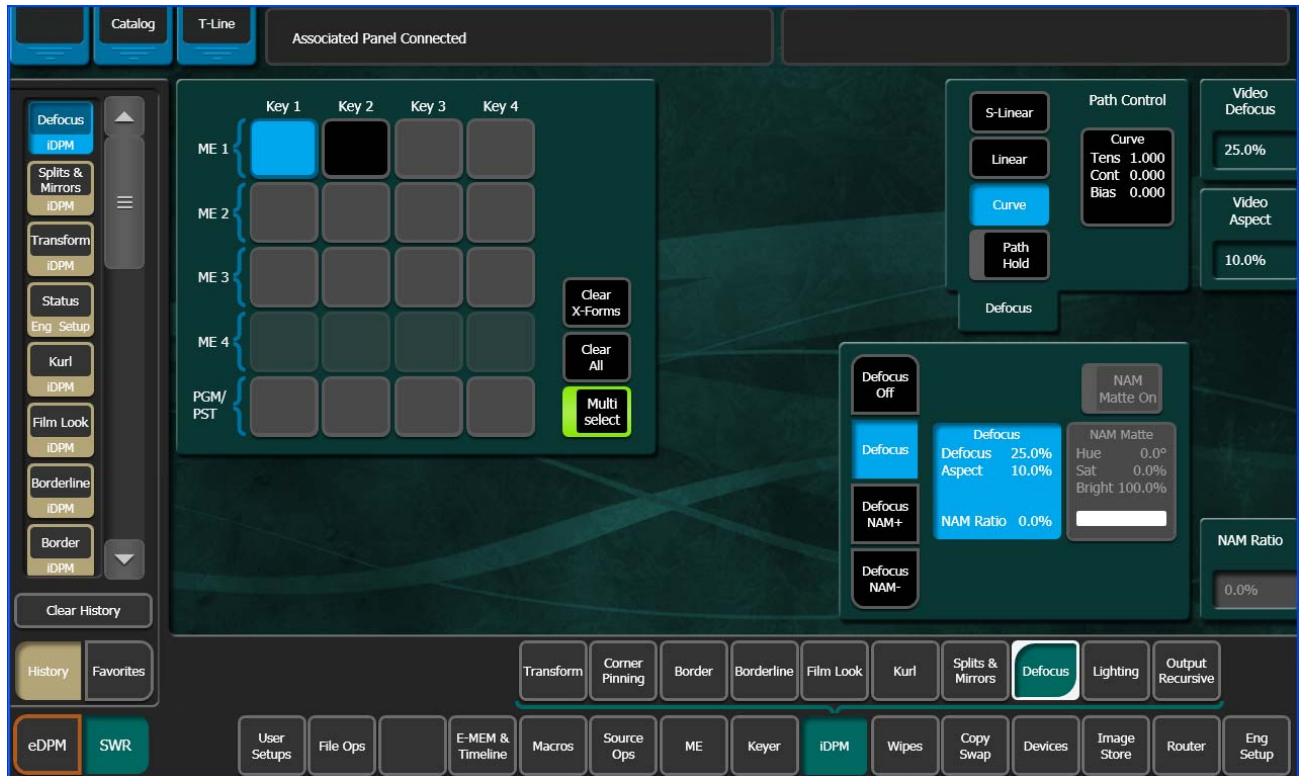 Catalog
T-Line
Associated Panel Connected
Defocus
iDPM
Splits &
Mirrors
iDPM
Transform
iDPM
Status
Eng Setup
Kurl
iDPM
Film Look
iDPM
Borderline
iDPM
Border
iDPM
Clear History
History
Favorites
Key 1 Key 2 Key 3 Key 4
ME 1
ME 2
ME 3
ME 4
PGM/
PST
Clear
X-Forms
Clear
All
Multi
select
S-Linear
Linear
Curve
Path
Hold
Path Control
Curve
Tens 1.000
Cont 0.000
Bias 0.000
Defocus
Video
Defocus
25.0%
Video
Aspect
10.0%
Defocus
Off
Defocus
Defocus
NAM+
Defocus
NAM-
Defocus
Defocus 25.0%
Aspect 10.0%
NAM Ratio 0.0%
NAM
Matte On
NAM Matte
Hue 0.0°
Sat 0.0%
Bright 100.0%
NAM Ratio
0.0%
Transform
Corner
Pinning
Border
Borderline
Film Look
Kurl
Splits &
Mirrors
Defocus
Lighting
Output
Recursive
eDPM
SWR
User
Setups
File Ops
E-MEM &
Timeline
Macros
Source
Ops
ME
Keyer
iDPM
Wipes
Copy
Swap
Devices
Image
Store
Router
Eng
Setup